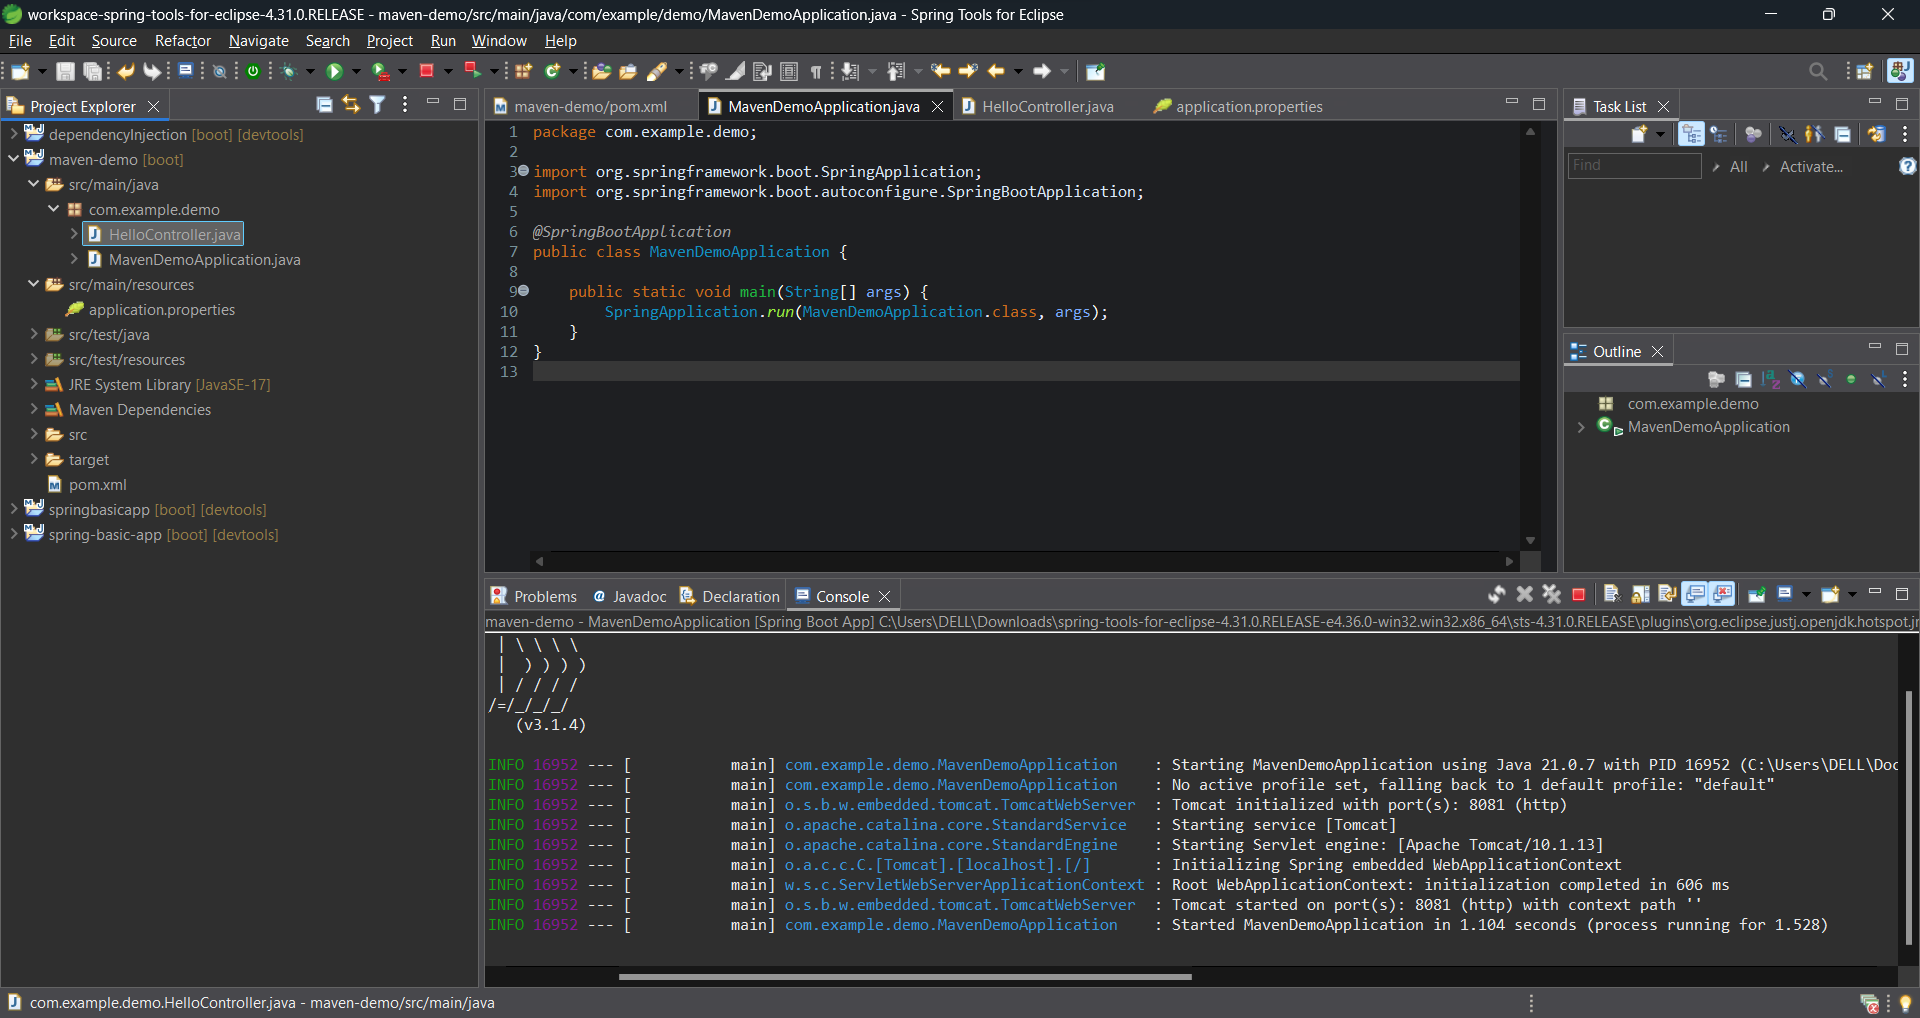 workspace-spring-tools-for-eclipse-4.31.0.RELEASE - maven-demo/src/main/java/com/example/demo/MavenDemoApplication.java - Spring Tools for Eclipse
File Edit Source Refactor Navigate Search Project Run Window Help
Project Explorer
dependencyInjection [boot] [devtools]
maven-demo [boot]
src/main/java
com.example.demo
HelloController.java
MavenDemoApplication.java
src/main/resources
application.properties
src/test/java
src/test/resources
JRE System Library [JavaSE-17]
Maven Dependencies
src
target
pom.xml
springbasicapp [boot] [devtools]
spring-basic-app [boot] [devtools]
maven-demo/pom.xml MavenDemoApplication.java HelloController.java application.properties
1 package com.example.demo;
2
3 import org.springframework.boot.SpringApplication;
4 import org.springframework.boot.autoconfigure.SpringBootApplication;
5
6 @SpringBootApplication
7 public class MavenDemoApplication {
8
9 public static void main(String[] args) {
10 SpringApplication.run(MavenDemoApplication.class, args);
11 }
12 }
13
Task List
Find All Activate...
Outline
com.example.demo
MavenDemoApplication
Problems Javadoc Declaration Console
maven-demo - MavenDemoApplication [Spring Boot App] C:\Users\DELL\Downloads\spring-tools-for-eclipse-4.31.0.RELEASE-e4.36.0-win32.win32.x86_64\sts-4.31.0.RELEASE\plugins\org.eclipse.justj.openjdk.hotspot.jr
| \ \ \ \
| ) ) ) )
| / / / /
/=/_/_/_/
(v3.1.4)
INFO 16952 --- [ main] com.example.demo.MavenDemoApplication : Starting MavenDemoApplication using Java 21.0.7 with PID 16952 (C:\Users\DELL\Doc
INFO 16952 --- [ main] com.example.demo.MavenDemoApplication : No active profile set, falling back to 1 default profile: "default"
INFO 16952 --- [ main] o.s.b.w.embedded.tomcat.TomcatWebServer : Tomcat initialized with port(s): 8081 (http)
INFO 16952 --- [ main] o.apache.catalina.core.StandardService : Starting service [Tomcat]
INFO 16952 --- [ main] o.apache.catalina.core.StandardEngine : Starting Servlet engine: [Apache Tomcat/10.1.13]
INFO 16952 --- [ main] o.a.c.c.C.[Tomcat].[localhost].[/] : Initializing Spring embedded WebApplicationContext
INFO 16952 --- [ main] w.s.c.ServletWebServerApplicationContext : Root WebApplicationContext: initialization completed in 606 ms
INFO 16952 --- [ main] o.s.b.w.embedded.tomcat.TomcatWebServer : Tomcat started on port(s): 8081 (http) with context path ''
INFO 16952 --- [ main] com.example.demo.MavenDemoApplication : Started MavenDemoApplication in 1.104 seconds (process running for 1.528)
com.example.demo.HelloController.java - maven-demo/src/main/java